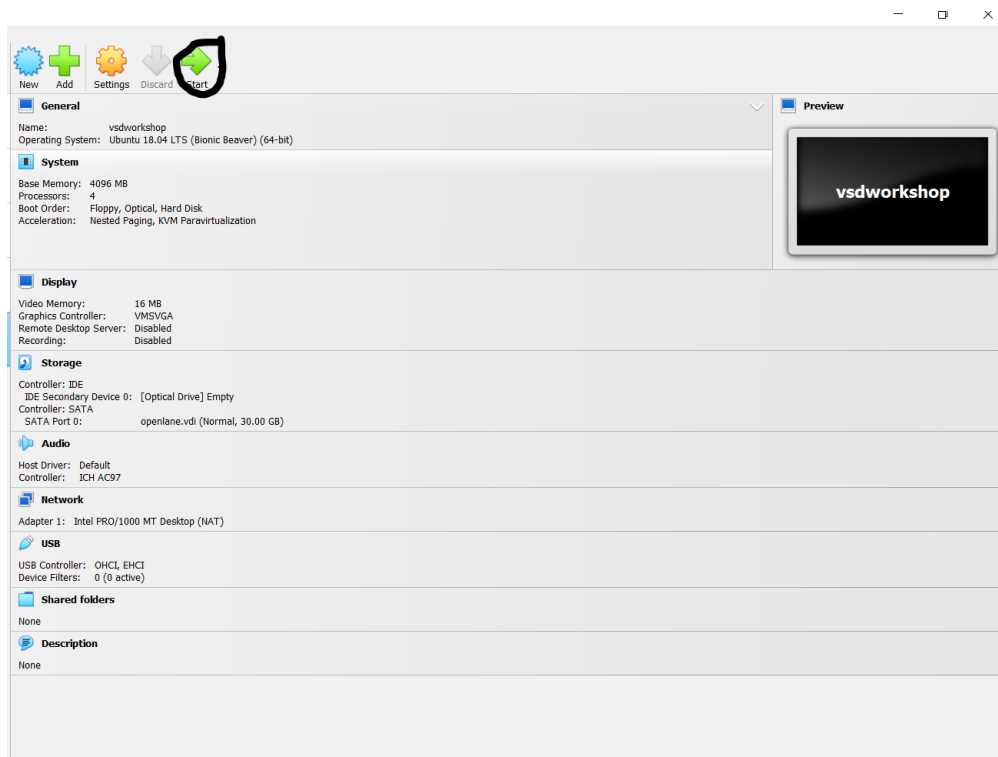 New Add Settings Discard Start
General
Name: vsdworkshop
Operating System: Ubuntu 18.04 LTS (Bionic Beaver) (64-bit)
Preview
vsdworkshop
System
Base Memory: 4096 MB
Processors: 4
Boot Order: Floppy, Optical, Hard Disk
Acceleration: Nested Paging, KVM Paravirtualization
Display
Video Memory: 16 MB
Graphics Controller: VMSVGA
Remote Desktop Server: Disabled
Recording: Disabled
Storage
Controller: IDE
IDE Secondary Device 0: [Optical Drive] Empty
Controller: SATA
SATA Port 0: openlane.vdi (Normal, 30.00 GB)
Audio
Host Driver: Default
Controller: ICH AC97
Network
Adapter 1: Intel PRO/1000 MT Desktop (NAT)
USB
USB Controller: OHCI, EHCI
Device Filters: 0 (0 active)
Shared folders
None
Description
None